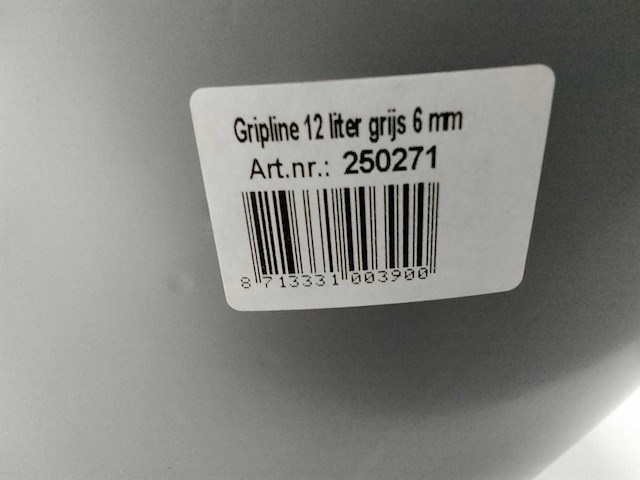 Gripline 12 liter grijs 6 mm
Art.nr.: 250271
8 713331 003900